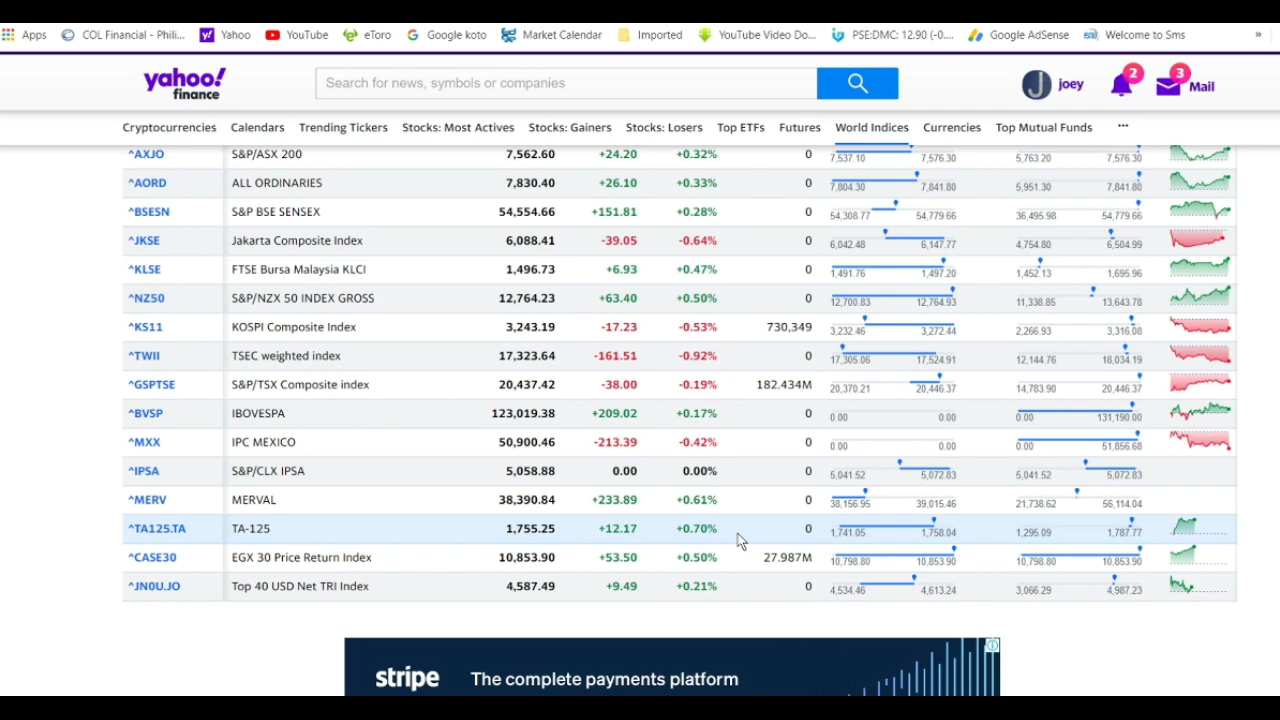 Apps COL Financial - Phili... Yahoo YouTube eToro Google koto Market Calendar Imported YouTube Video Do... PSE:DMC: 12.90 (-0.... Google AdSense Welcome to Sms »
yahoo! finance Search for news, symbols or companies J joey 2 3 Mail
Cryptocurrencies Calendars Trending Tickers Stocks: Most Actives Stocks: Gainers Stocks: Losers Top ETFs Futures World Indices Currencies Top Mutual Funds ...
^AXJO S&P/ASX 200 7,562.60 +24.20 +0.32% 0 7,537.10 7,576.30 5,763.20 7,576.30
^AORD ALL ORDINARIES 7,830.40 +26.10 +0.33% 0 7,804.30 7,841.80 5,951.30 7,841.80
^BSESN S&P BSE SENSEX 54,554.66 +151.81 +0.28% 0 54,308.77 54,779.66 36,495.98 54,779.66
^JKSE Jakarta Composite Index 6,088.41 -39.05 -0.64% 0 6,042.48 6,147.77 4,754.80 6,504.99
^KLSE FTSE Bursa Malaysia KLCI 1,496.73 +6.93 +0.47% 0 1,491.76 1,497.20 1,452.13 1,695.96
^NZ50 S&P/NZX 50 INDEX GROSS 12,764.23 +63.40 +0.50% 0 12,700.83 12,764.93 11,338.85 13,643.78
^KS11 KOSPI Composite Index 3,243.19 -17.23 -0.53% 730,349 3,232.46 3,272.44 2,266.93 3,316.08
^TWII TSEC weighted index 17,323.64 -161.51 -0.92% 0 17,305.06 17,524.91 12,144.76 18,034.19
^GSPTSE S&P/TSX Composite index 20,437.42 -38.00 -0.19% 182.434M 20,370.21 20,446.37 14,783.90 20,446.37
^BVSP IBOVESPA 123,019.38 +209.02 +0.17% 0 0.00 0.00 0.00 131,190.00
^MXX IPC MEXICO 50,900.46 -213.39 -0.42% 0 0.00 0.00 0.00 51,856.68
^IPSA S&P/CLX IPSA 5,058.88 0.00 0.00% 0 5,041.52 5,072.83 5,041.52 5,072.83
^MERV MERVAL 38,390.84 +233.89 +0.61% 0 38,156.95 39,015.46 21,738.62 56,114.04
^TA125.TA TA-125 1,755.25 +12.17 +0.70% 0 1,741.05 1,758.04 1,295.09 1,787.77
^CASE30 EGX 30 Price Return Index 10,853.90 +53.50 +0.50% 27.987M 10,798.80 10,853.90 10,798.80 10,853.90
^JN0U.JO Top 40 USD Net TRI Index 4,587.49 +9.49 +0.21% 0 4,534.46 4,613.24 3,066.29 4,987.23
stripe The complete payments platform